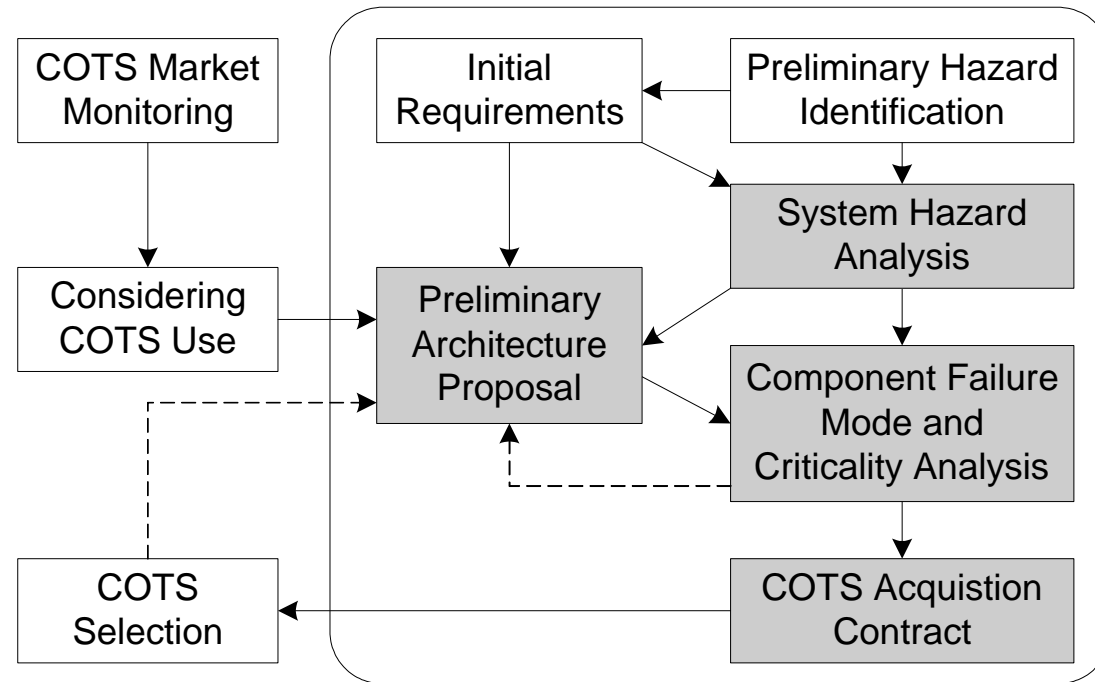 COTS Market
Monitoring
Initial
Requirements
Preliminary Hazard
Identification
System Hazard
Analysis
Considering
COTS Use
Preliminary
Architecture
Proposal
Component Failure
Mode and
Criticality Analysis
COTS
Selection
COTS Acquistion
Contract